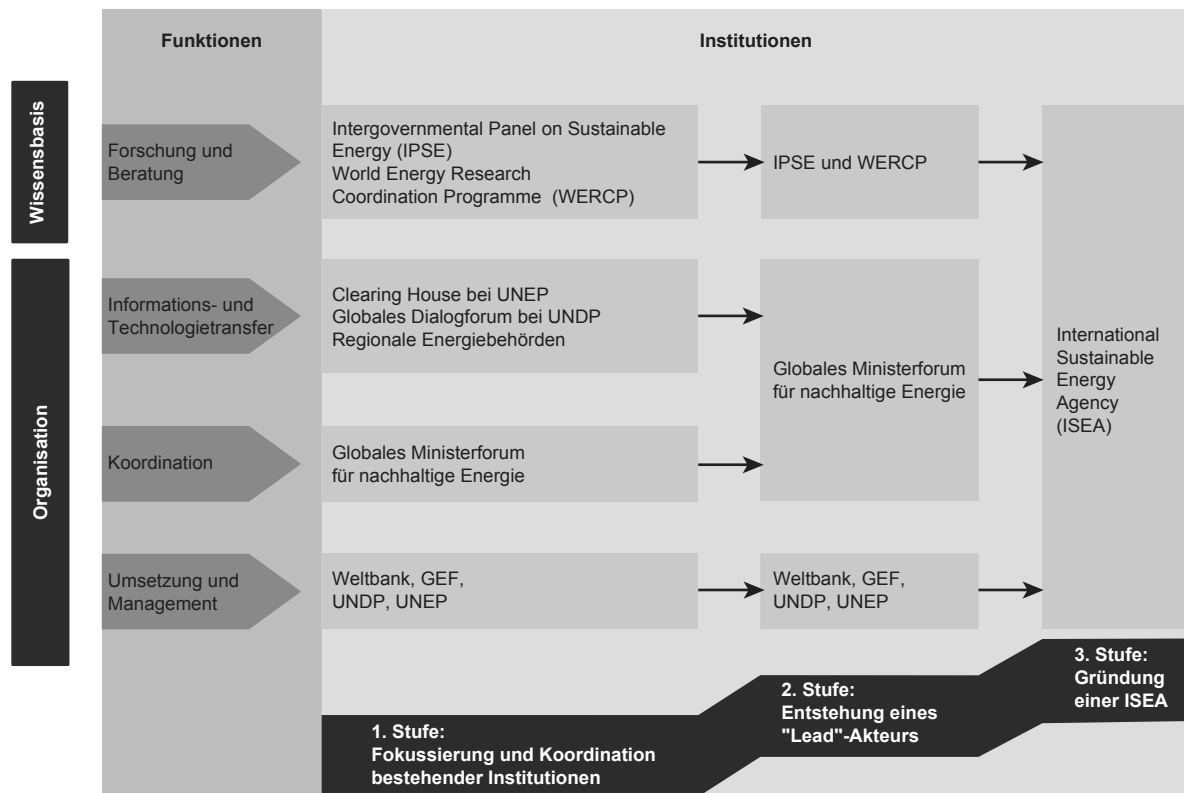 Funktionen
Institutionen
Wissensbasis
Forschung und
Beratung
Intergovernmental Panel on Sustainable
Energy (IPSE)
World Energy Research
Coordination Programme (WERCP)
IPSE und WERCP
Organisation
Informations- und
Technologietransfer
Clearing House bei UNEP
Globales Dialogforum bei UNDP
Regionale Energiebehörden
Globales Ministerforum
für nachhaltige Energie
International
Sustainable
Energy
Agency
(ISEA)
Koordination
Globales Ministerforum
für nachhaltige Energie
Umsetzung und
Management
Weltbank, GEF,
UNDP, UNEP
Weltbank, GEF,
UNDP, UNEP
1. Stufe:
Fokussierung und Koordination
bestehender Institutionen
2. Stufe:
Entstehung eines
"Lead"-Akteurs
3. Stufe:
Gründung
einer ISEA